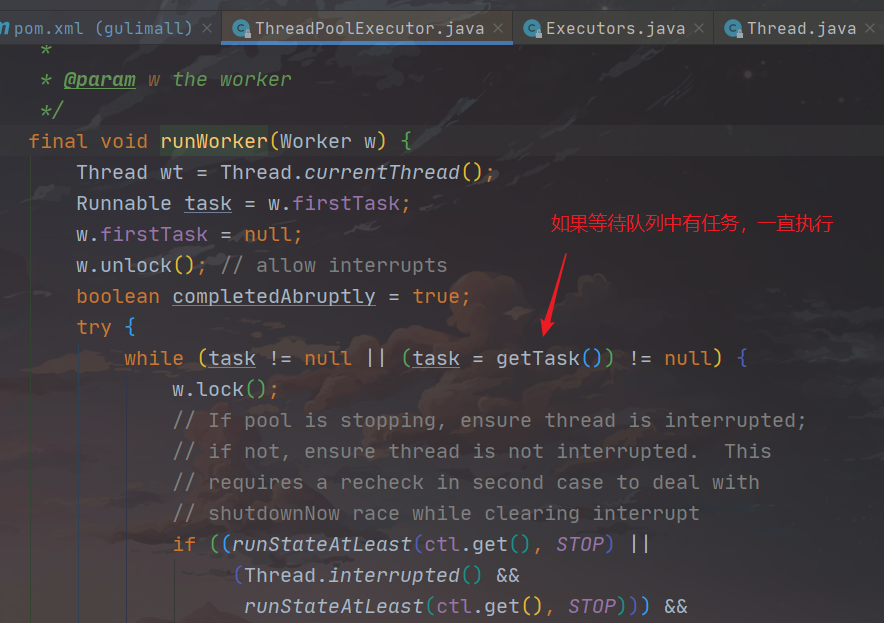 pom.xml (gulimall) × ThreadPoolExecutor.java × Executors.java × Thread.java ×
*
* @param w the worker
*/
final void runWorker(Worker w) {
Thread wt = Thread.currentThread();
Runnable task = w.firstTask;
如果等待队列中有任务，一直执行
w.firstTask = null;
w.unlock(); // allow interrupts
boolean completedAbruptly = true;
try {
while (task != null || (task = getTask()) != null) {
w.lock();
// If pool is stopping, ensure thread is interrupted;
// if not, ensure thread is not interrupted.  This
// requires a recheck in second case to deal with
// shutdownNow race while clearing interrupt
if ((runStateAtLeast(ctl.get(), STOP) ||
(Thread.interrupted() &&
runStateAtLeast(ctl.get(), STOP))) &&